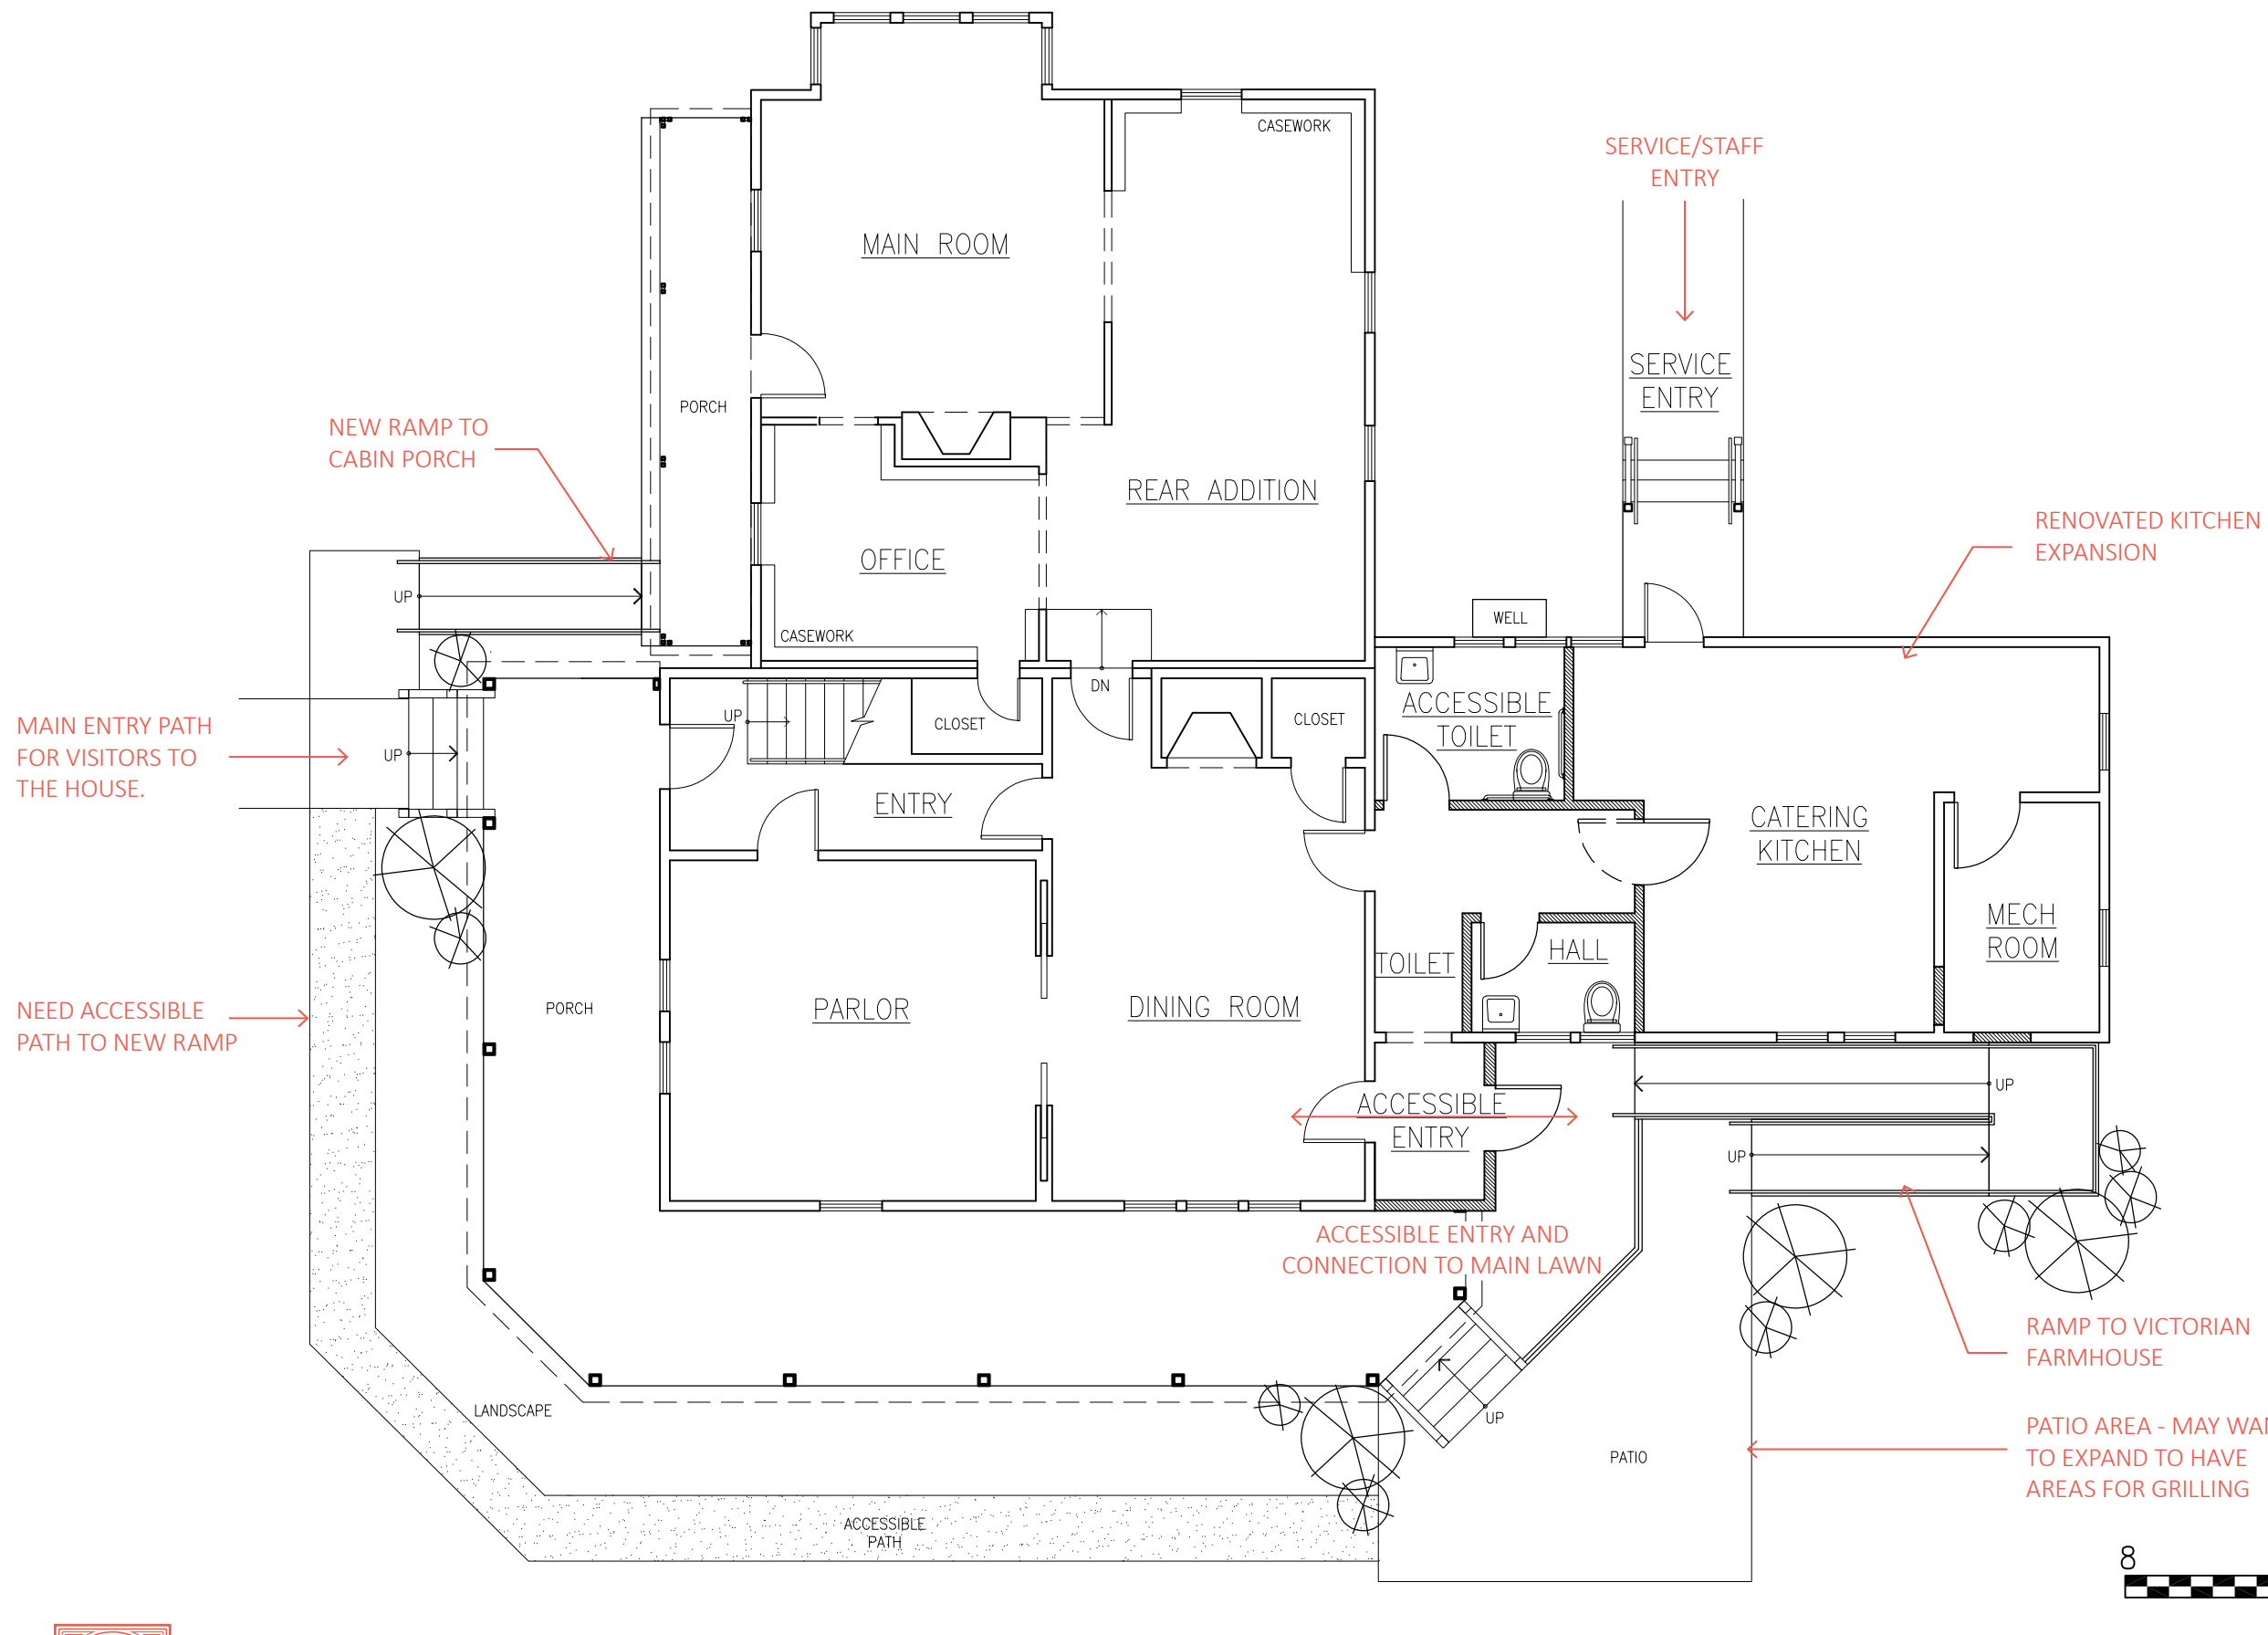 CASEWORK
SERVICE/STAFF
ENTRY
MAIN ROOM
SERVICE
ENTRY
PORCH
NEW RAMP TO
CABIN PORCH
REAR ADDITION
RENOVATED KITCHEN
EXPANSION
OFFICE
UP
WELL
CASEWORK
DN
ACCESSIBLE
TOILET
UP
CLOSET
CLOSET
MAIN ENTRY PATH
FOR VISITORS TO
THE HOUSE.
UP
ENTRY
CATERING
KITCHEN
MECH
ROOM
HALL
TOILET
NEED ACCESSIBLE
PATH TO NEW RAMP
PORCH
PARLOR
DINING ROOM
UP
ACCESSIBLE
ENTRY
UP
ACCESSIBLE ENTRY AND
CONNECTION TO MAIN LAWN
RAMP TO VICTORIAN
FARMHOUSE
LANDSCAPE
UP
PATIO
PATIO AREA - MAY
TO EXPAND TO HAVE
AREAS FOR GRILLING
ACCESSIBLE
PATH
8